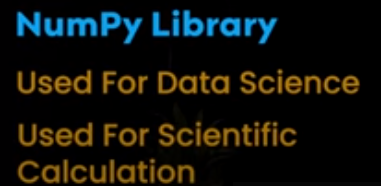 NumPy Library
Used For Data Science
Used For Scientific
Calculation